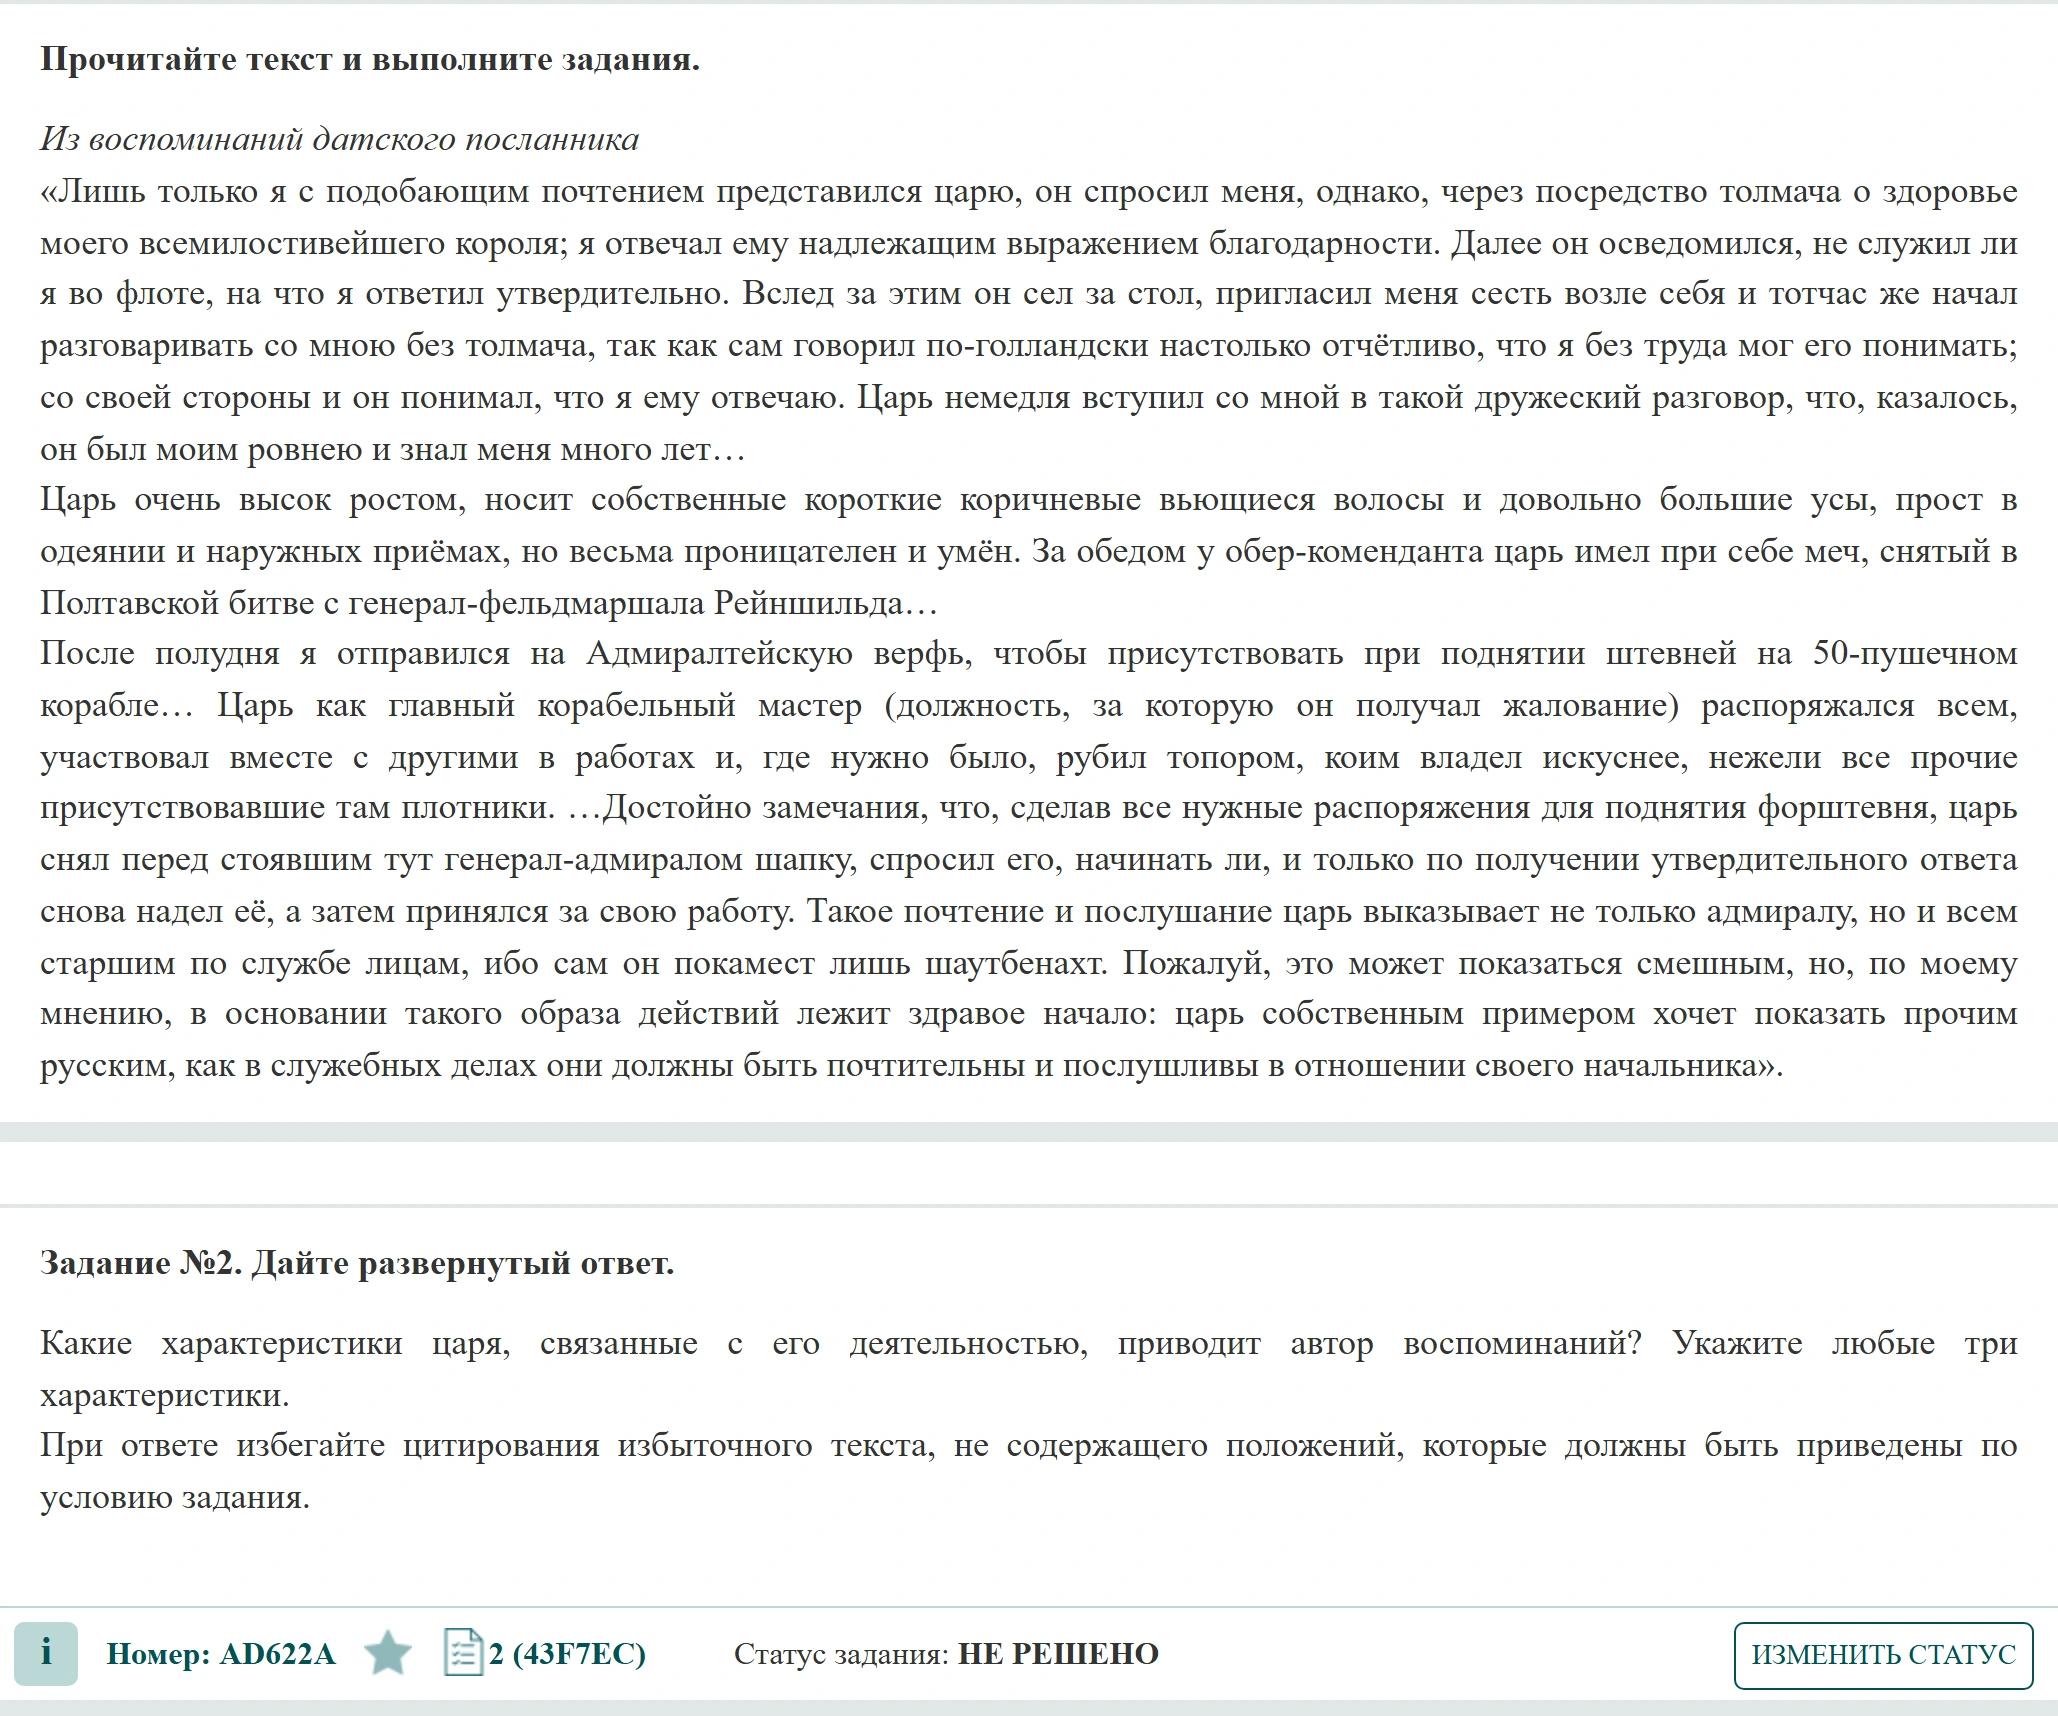 Прочитайте текст и выполните задания.
Из воспоминаний датского посланника
«Лишь только я с подобающим почтением представился царю, он спросил меня, однако, через посредство толмача о здоровье
моего всемилостивейшего короля; я отвечал ему надлежащим выражением благодарности. Далее он осведомился, не служил ли
я во флоте, на что я ответил утвердительно. Вслед за этим он сел за стол, пригласил меня сесть возле себя и тотчас же начал
разговаривать со мною без толмача, так как сам говорил по-голландски настолько отчётливо, что я без труда мог его понимать;
со своей стороны и он понимал, что я ему отвечаю. Царь немедля вступил со мной в такой дружеский разговор, что, казалось,
он был моим ровнею и знал меня много лет…
Царь очень высок ростом, носит собственные короткие коричневые вьющиеся волосы и довольно большие усы, прост в
одеянии и наружных приёмах, но весьма проницателен и умён. За обедом у обер-коменданта царь имел при себе меч, снятый в
Полтавской битве с генерал-фельдмаршала Рейншильда…
После полудня я отправился на Адмиралтейскую верфь, чтобы присутствовать при поднятии штевней на 50-пушечном
корабле… Царь как главный корабельный мастер (должность, за которую он получал жалование) распоряжался всем,
участвовал вместе с другими в работах и, где нужно было, рубил топором, коим владел искуснее, нежели все прочие
присутствовавшие там плотники. …Достойно замечания, что, сделав все нужные распоряжения для поднятия форштевня, царь
снял перед стоявшим тут генерал-адмиралом шапку, спросил его, начинать ли, и только по получении утвердительного ответа
снова надел её, а затем принялся за свою работу. Такое почтение и послушание царь выказывает не только адмиралу, но и всем
старшим по службе лицам, ибо сам он покамест лишь шаутбенахт. Пожалуй, это может показаться смешным, но, по моему
мнению, в основании такого образа действий лежит здравое начало: царь собственным примером хочет показать прочим
русским, как в служебных делах они должны быть почтительны и послушливы в отношении своего начальника».
Задание №2. Дайте развернутый ответ.
Какие характеристики царя, связанные с его деятельностью, приводит автор воспоминаний? Укажите любые три
характеристики.
При ответе избегайте цитирования избыточного текста, не содержащего положений, которые должны быть приведены по
условию задания.
i Номер: AD622A 2 (43F7EC) Статус задания: НЕ РЕШЕНО ИЗМЕНИТЬ СТАТУС